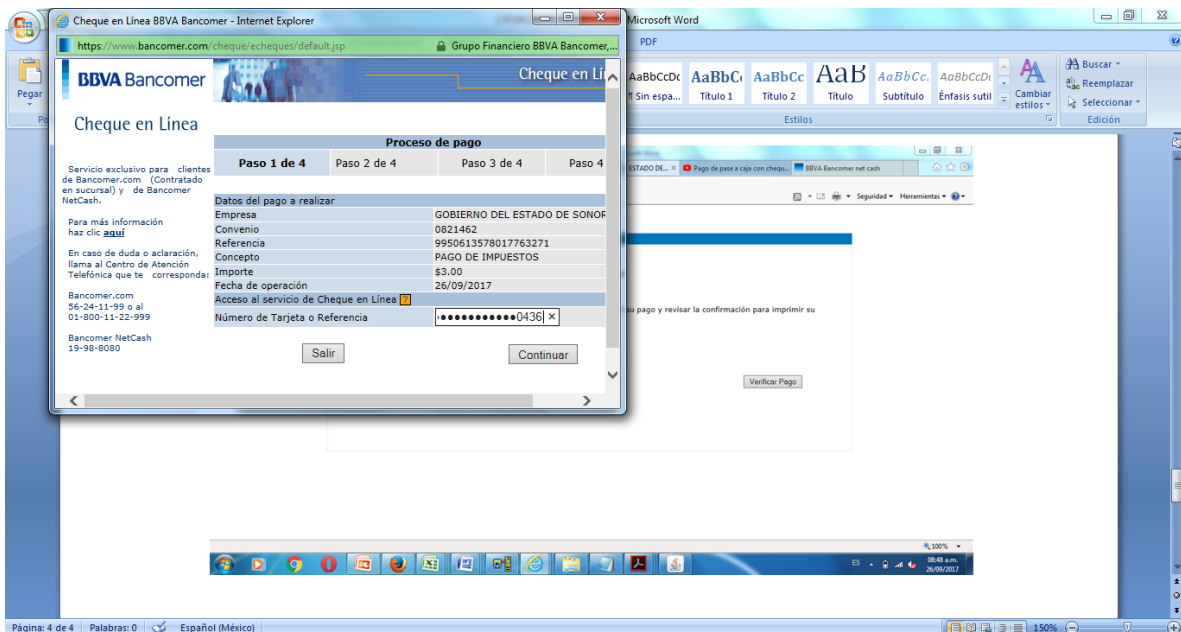 Cheque en Línea BBVA Bancomer - Internet Explorer
Microsoft Word
https://www.bancomer.com/cheque/echeques/default.jsp
Grupo Financiero BBVA Bancomer,...
PDF
Pegar
AaBbCcDc AaBbC AaBbCc AaB AaBbCc. AaBbCcDc
¶ Sin espa... Título 1 Título 2 Título Subtítulo Énfasis sutil
Cambiar estilos
Buscar
Reemplazar
Seleccionar
Estilos
Edición
BBVA Bancomer
Cheque en Lín
Cheque en Línea
Servicio exclusivo para clientes
de Bancomer.com (Contratado
en sucursal) y de Bancomer
NetCash.
Para más información
haz clic aquí
En caso de duda o aclaración,
llama al Centro de Atención
Telefónica que te corresponda:
Bancomer.com
56-24-11-99 o al
01-800-11-22-999
Bancomer NetCash
19-98-8080
Proceso de pago
Paso 1 de 4 Paso 2 de 4 Paso 3 de 4 Paso 4
Datos del pago a realizar
Empresa GOBIERNO DEL ESTADO DE SONOR
Convenio 0821462
Referencia 9950613578017763271
Concepto PAGO DE IMPUESTOS
Importe $3.00
Fecha de operación 26/09/2017
Acceso al servicio de Cheque en Línea ?
Número de Tarjeta o Referencia ●●●●●●●●●●●●0436
Salir
Continuar
ESTADO DE...
Pago de pase a caja con chequ...
BBVA Bancomer net cash
Seguridad Herramientas
su pago y revisar la confirmación para imprimir su
Verificar Pago
100%
ES
08:48 a.m.
26/09/2017
Página: 4 de 4 Palabras: 0 Español (México) 150%